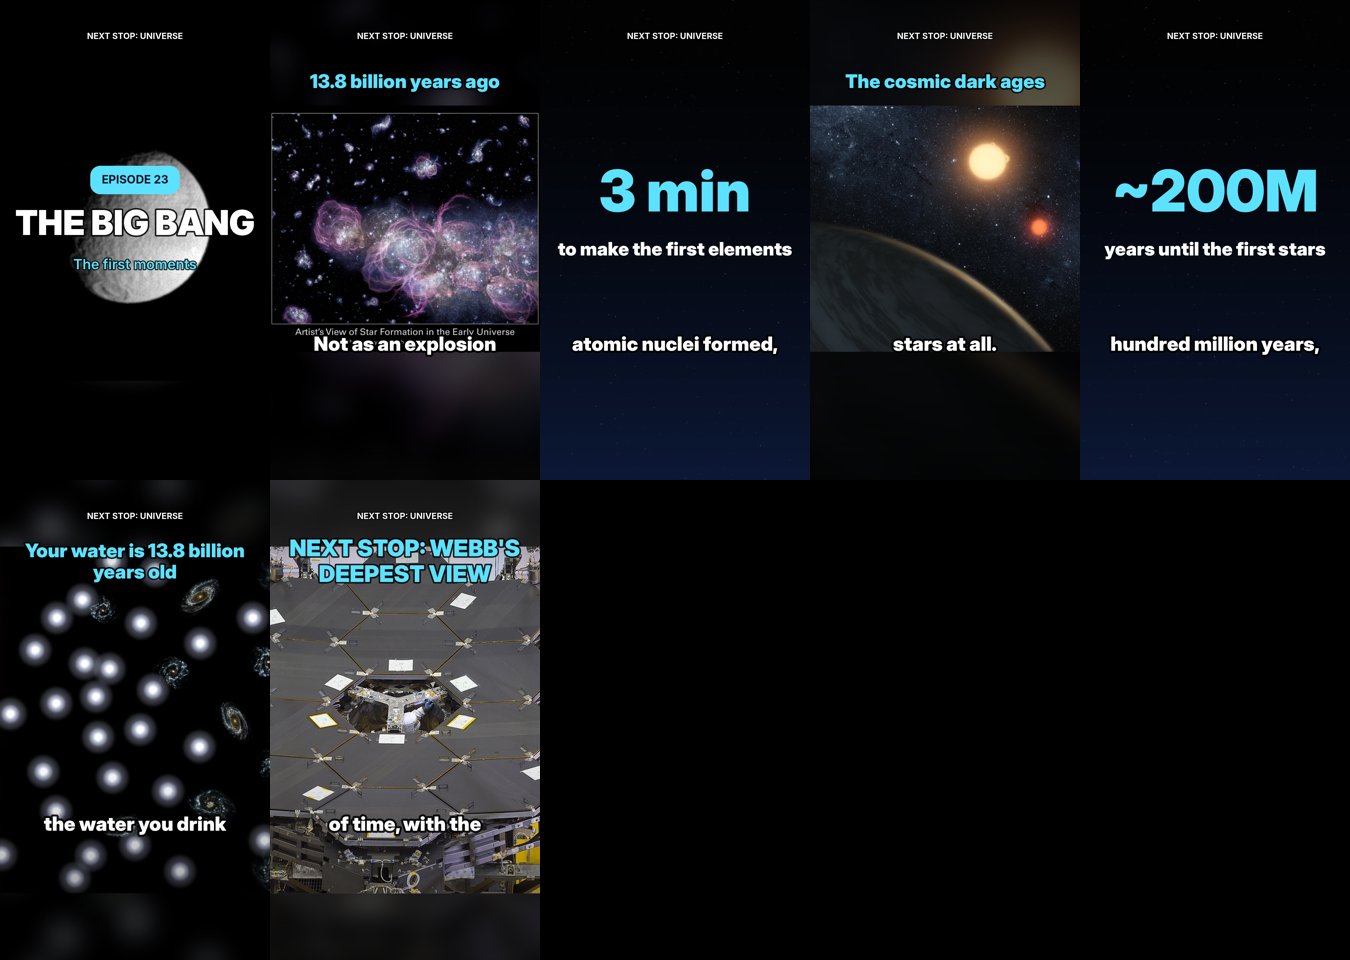 NEXT STOP: UNIVERSE
EPISODE 23
THE BIG BANG
The first moments
NEXT STOP: UNIVERSE
13.8 billion years ago
Artist's View of Star Formation in the Early Universe
Not as an explosion
NEXT STOP: UNIVERSE
3 min
to make the first elements
atomic nuclei formed,
NEXT STOP: UNIVERSE
The cosmic dark ages
stars at all.
NEXT STOP: UNIVERSE
~200M
years until the first stars
hundred million years,
NEXT STOP: UNIVERSE
Your water is 13.8 billion
years old
the water you drink
NEXT STOP: UNIVERSE
NEXT STOP: WEBB'S
DEEPEST VIEW
of time, with the